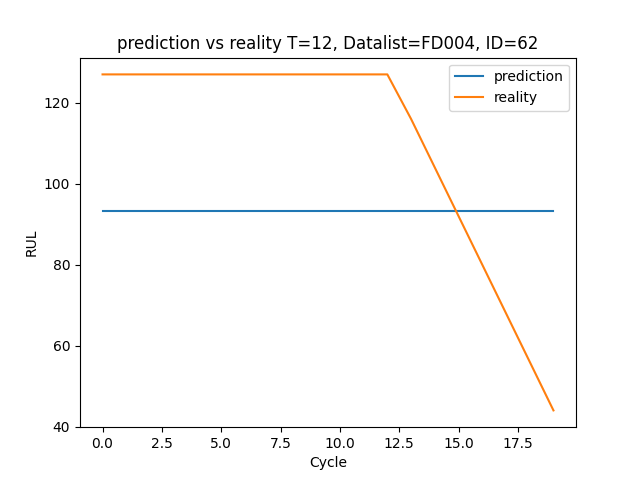 prediction vs reality T=12, Datalist=FD004, ID=62
prediction
reality
120
100
80
60
40
RUL
0.0 2.5 5.0 7.5 10.0 12.5 15.0 17.5
Cycle